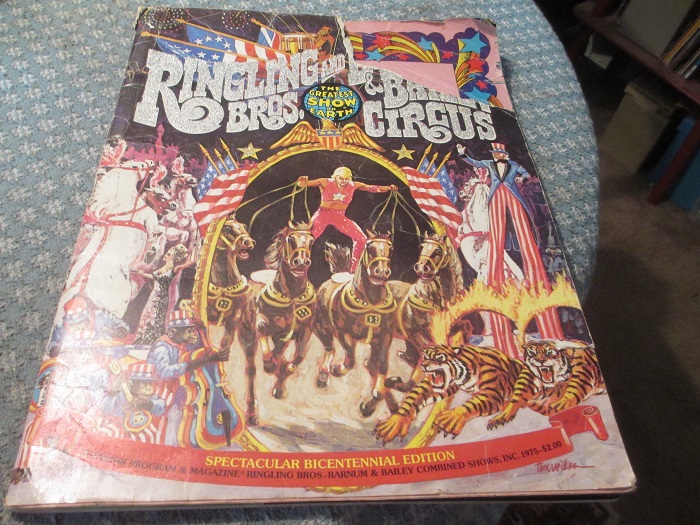 RINGLING AND
BROS. & BAILEY
CIRCUS
THE
GREATEST
SHOW
ON
EARTH
SPECTACULAR BICENTENNIAL EDITION
PROGRAM & MAGAZINE RINGLING BROS.-BARNUM & BAILEY COMBINED SHOWS, INC. 1975-$2.00